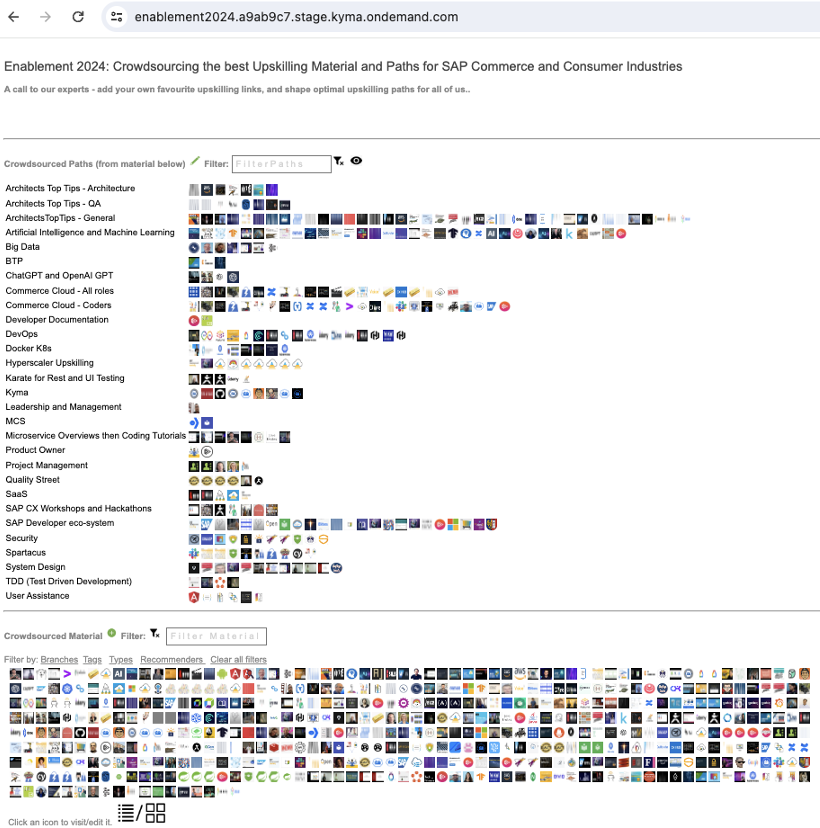 enablement2024.a9ab9c7.stage.kyma.ondemand.com
Enablement 2024: Crowdsourcing the best Upskilling Material and Paths for SAP Commerce and Consumer Industries
A call to our experts - add your own favourite upskilling links, and shape optimal upskilling paths for all of us..
Crowdsourced Paths (from material below) Filter: FilterPaths
Architects Top Tips - Architecture
Architects Top Tips - QA
ArchitectsTopTips - General
Artificial Intelligence and Machine Learning
Big Data
BTP
ChatGPT and OpenAI GPT
Commerce Cloud - All roles
Commerce Cloud - Coders
Developer Documentation
DevOps
Docker K8s
Hyperscaler Upskilling
Karate for Rest and UI Testing
Kyma
Leadership and Management
MCS
Microservice Overviews then Coding Tutorials
Product Owner
Project Management
Quality Street
SaaS
SAP CX Workshops and Hackathons
SAP Developer eco-system
Security
Spartacus
System Design
TDD (Test Driven Development)
User Assistance
Crowdsourced Material Filter: Filter Material
Filter by: Branches Tags Types Recommenders Clear all filters
Click an icon to visit/edit it.